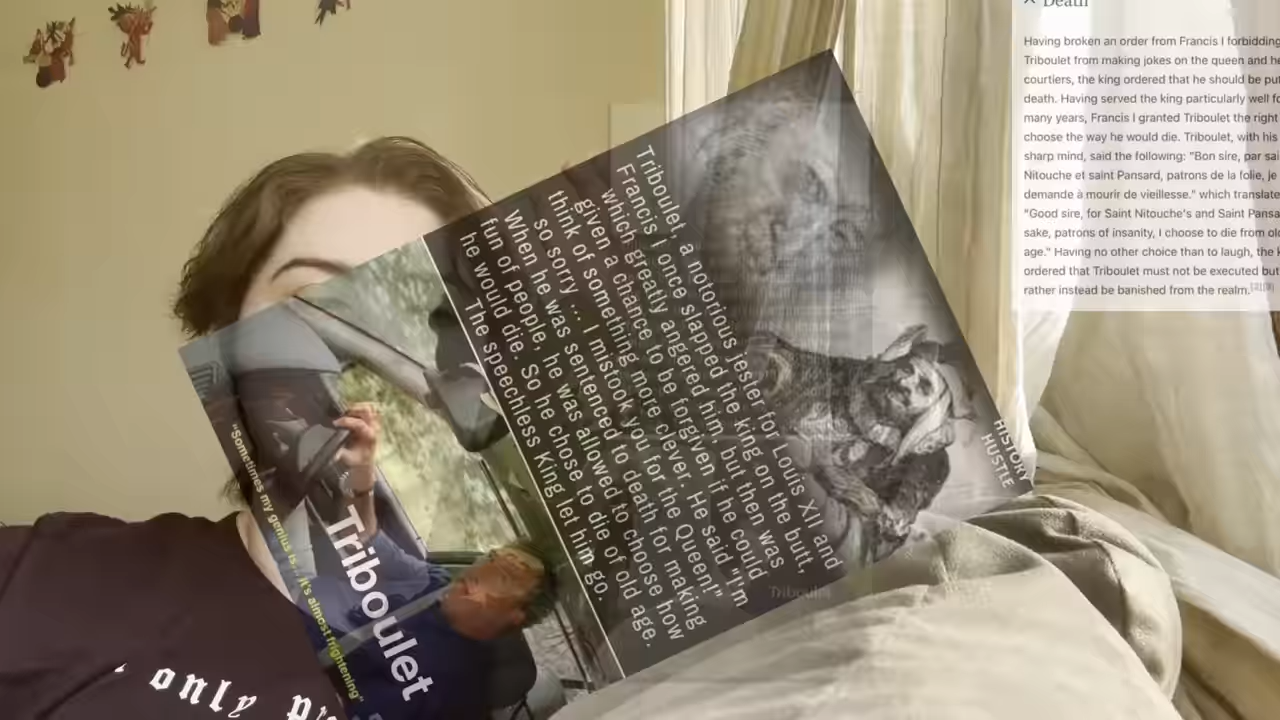 HISTORY
HUSTLE
Triboulet, a notorious jester for Louis XII and
Francis I once slapped the king on the butt,
which greatly angered him, but then was
given a chance to be forgiven if he could
think of something more clever. He said "I'm
so sorry... I mistook you for the Queen!"
When he was sentenced to death for making
fun of people, he was allowed to choose how
he would die. So he chose to die of old age.
The speechless King let him go.
Triboulet
"Sometimes my genius is... it's almost frightening"
Triboulet
only
Death
Having broken an order from Francis I forbidding
Triboulet from making jokes on the queen and he
courtiers, the king ordered that he should be put
death. Having served the king particularly well fo
many years, Francis I granted Triboulet the right
choose the way he would die. Triboulet, with his
sharp mind, said the following: "Bon sire, par sai
Nitouche et saint Pansard, patrons de la folie, je
demande à mourir de vieillesse." which translate
"Good sire, for Saint Nitouche's and Saint Pansa
sake, patrons of insanity, I choose to die from old
age." Having no other choice than to laugh, the k
ordered that Triboulet must not be executed but
rather instead be banished from the realm.